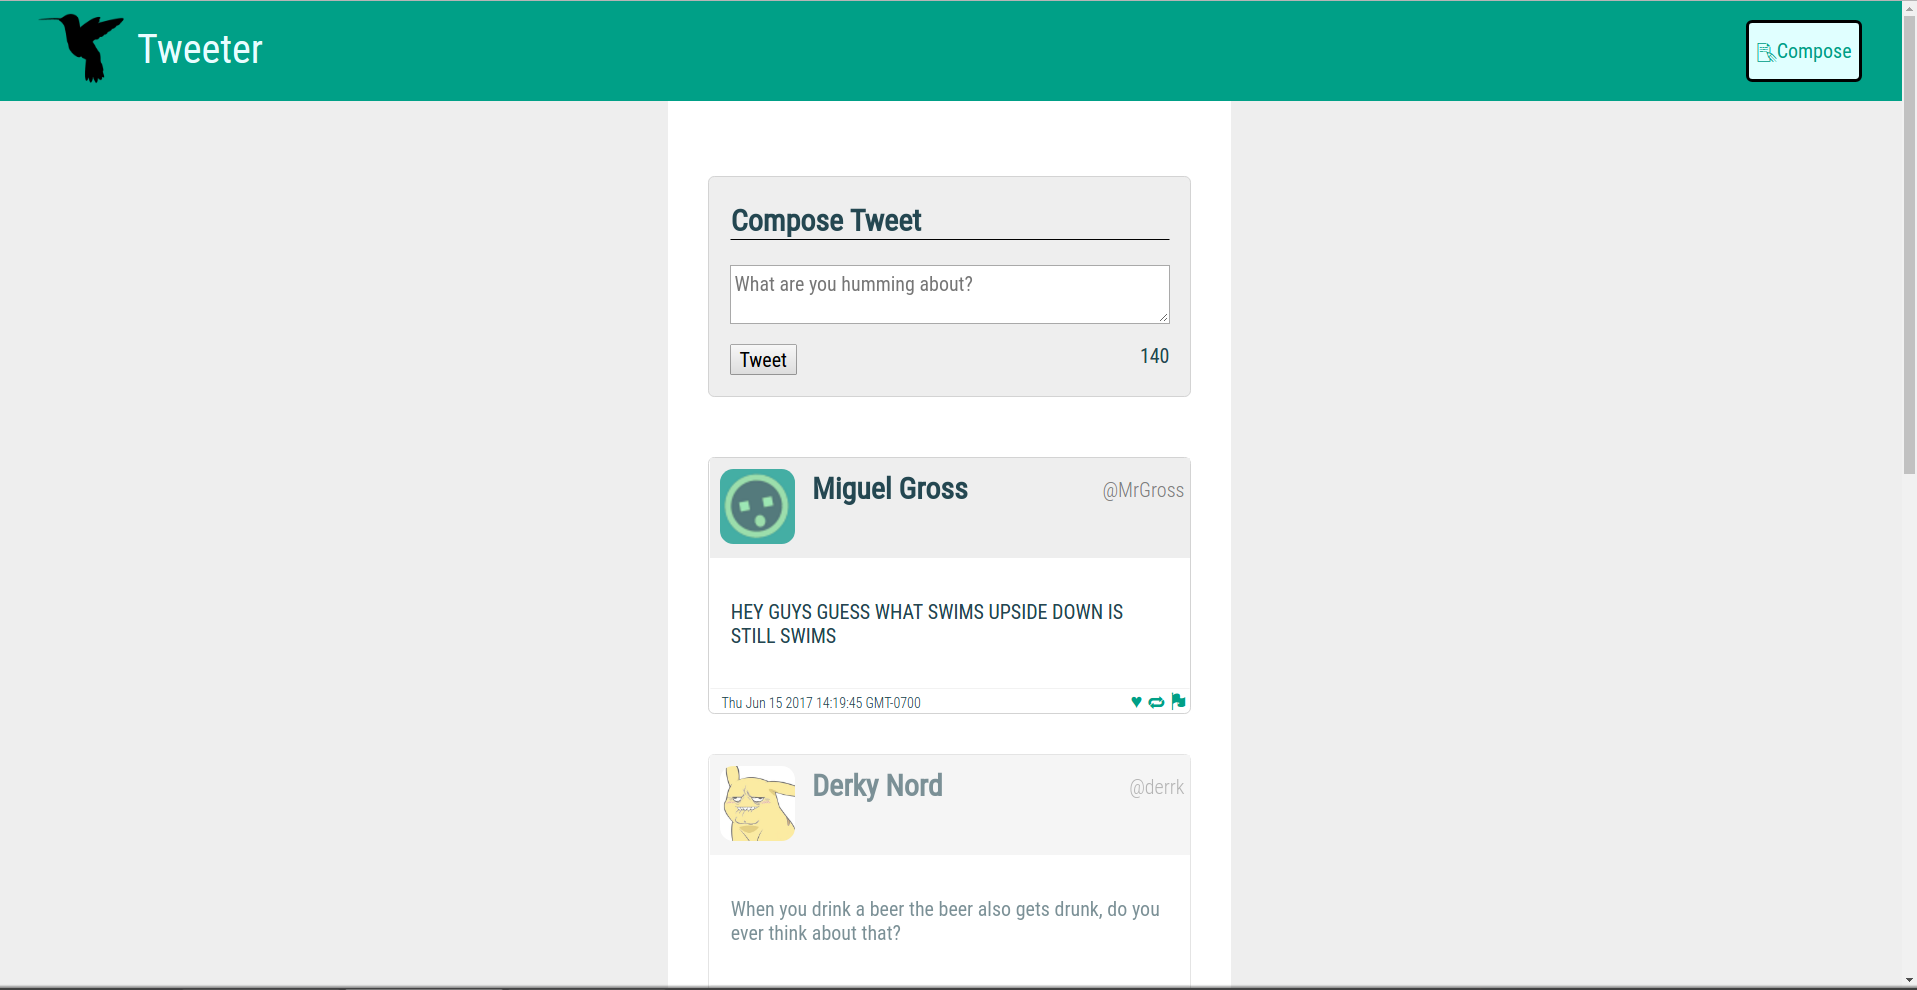 Tweeter
Compose
Compose Tweet
What are you humming about?
Tweet
140
Miguel Gross
@MrGross
HEY GUYS GUESS WHAT SWIMS UPSIDE DOWN IS
STILL SWIMS
Thu Jun 15 2017 14:19:45 GMT-0700
Derky Nord
@derrk
When you drink a beer the beer also gets drunk, do you
ever think about that?